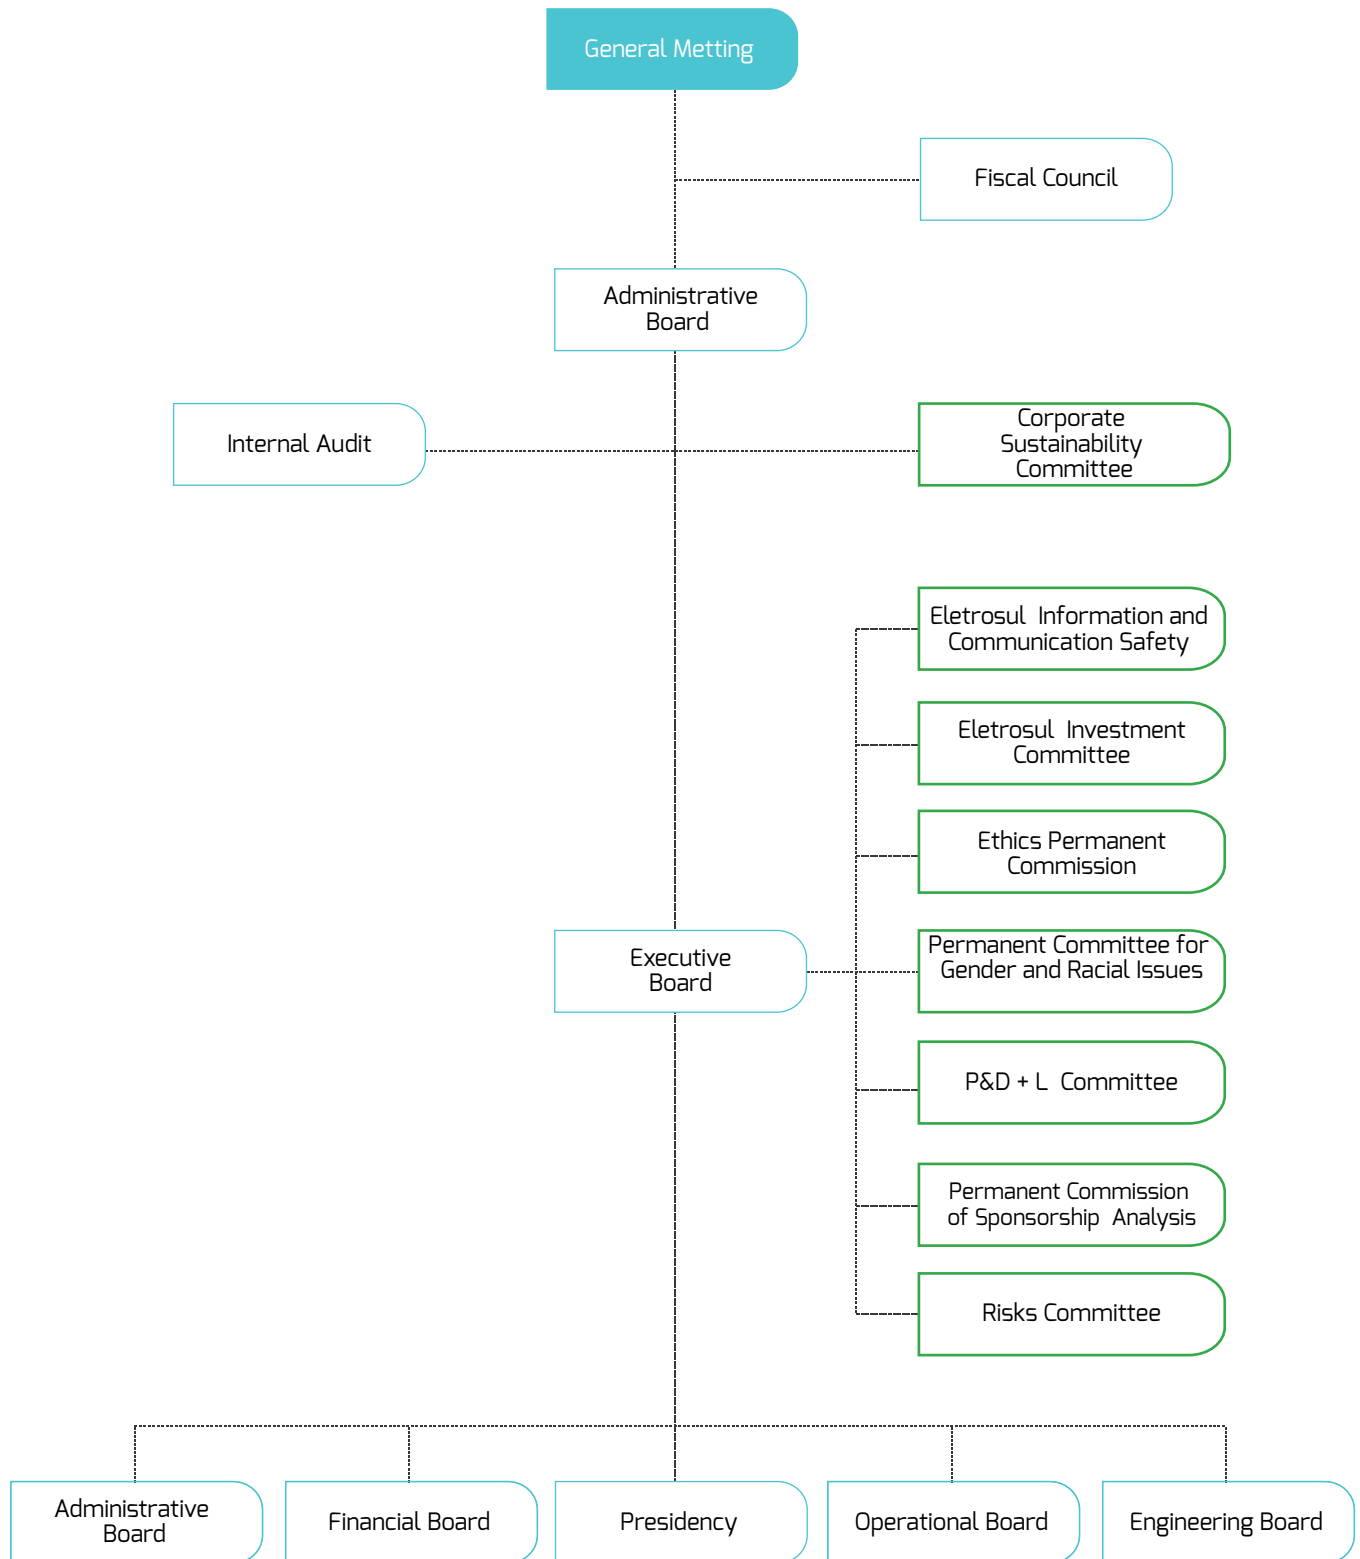 General Metting
Fiscal Council
Administrative
Board
Internal Audit
Corporate
Sustainability
Committee
Eletrosul Information and
Communication Safety
Eletrosul Investment
Committee
Ethics Permanent
Commission
Executive
Board
Permanent Committee for
Gender and Racial Issues
P&D + L Committee
Permanent Commission
of Sponsorship Analysis
Risks Committee
Administrative
Board
Financial Board
Presidency
Operational Board
Engineering Board